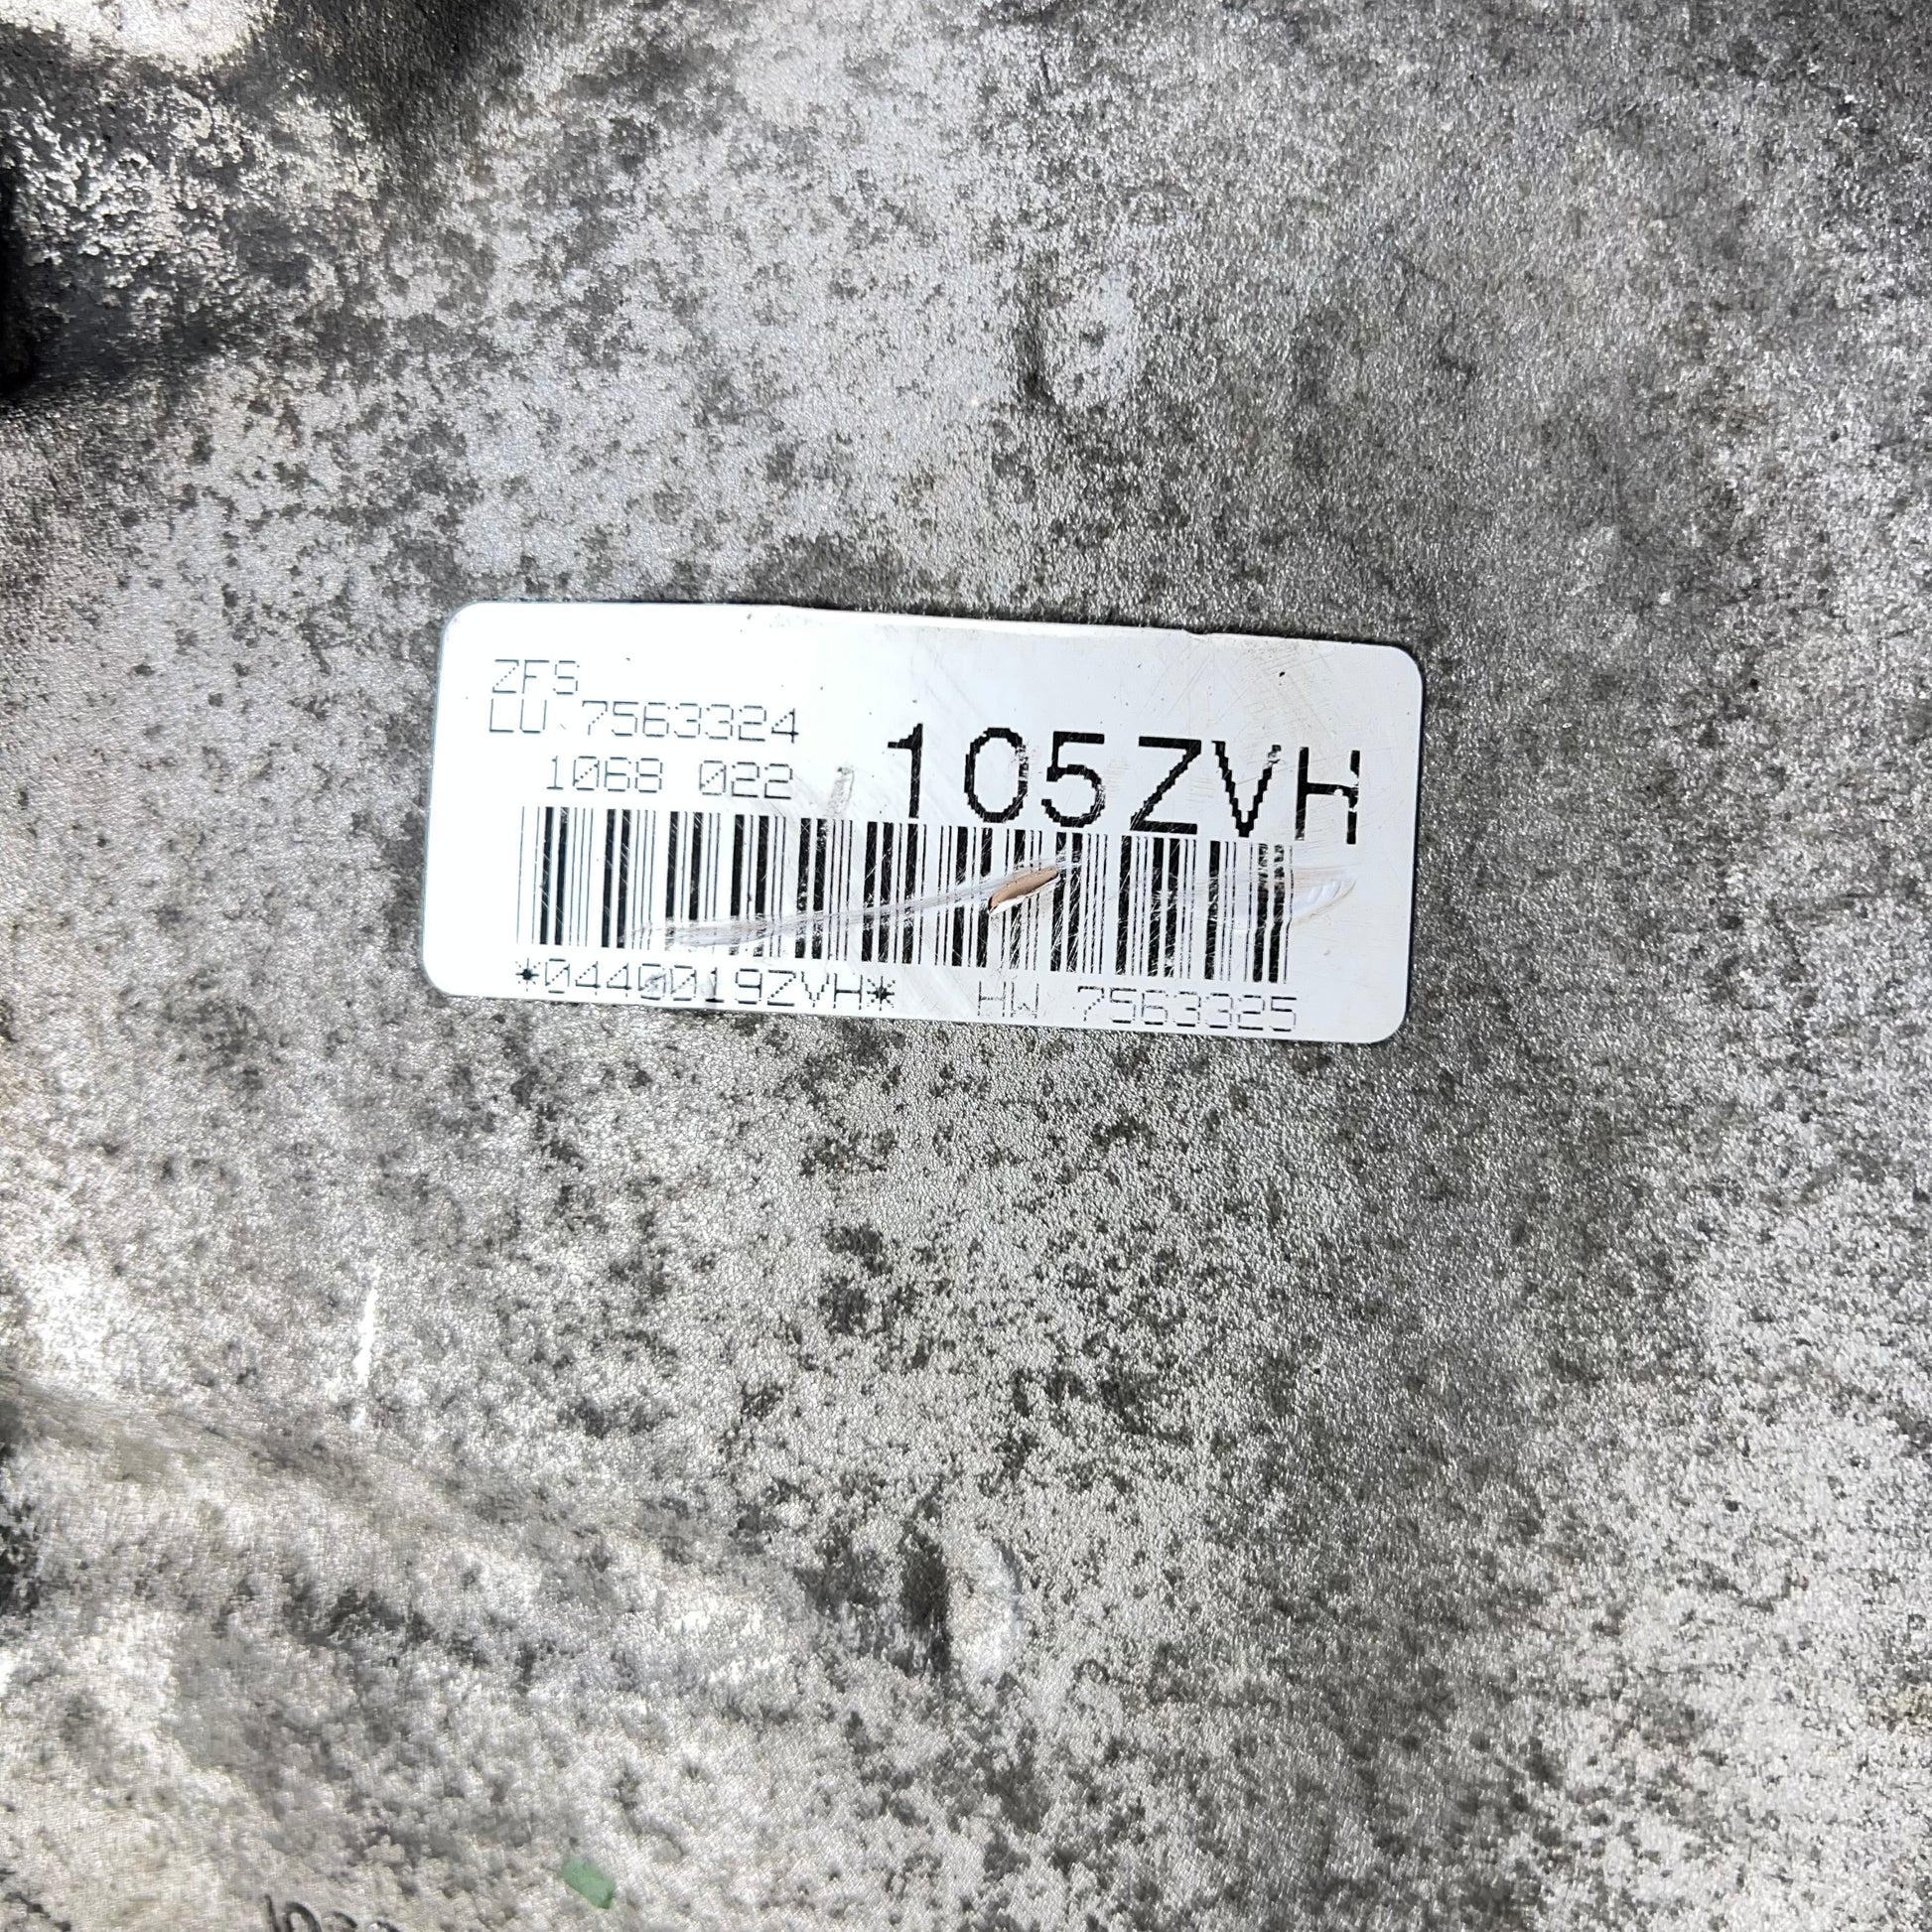 ZFS
LU 7563324
1068 022
105ZVH
*0440019ZVH* HW 7563325